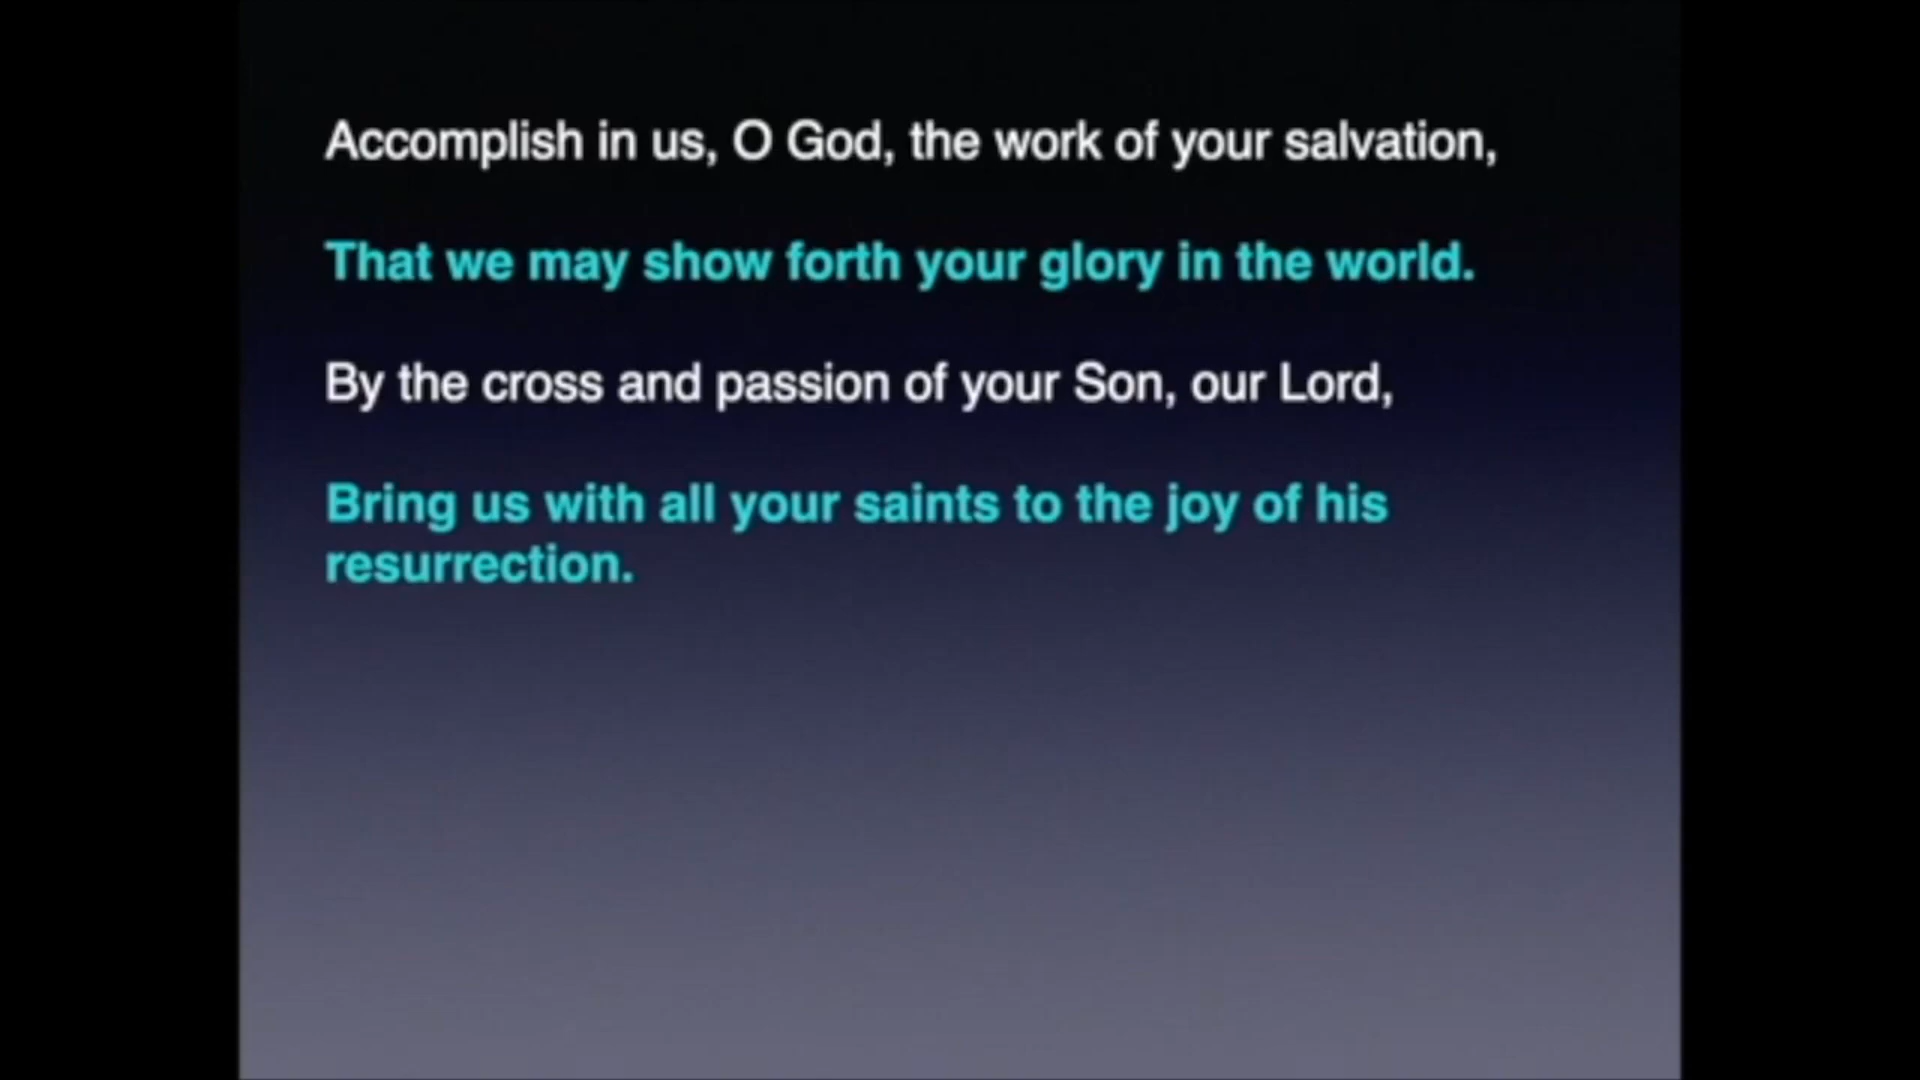 Accomplish in us, O God, the work of your salvation,
That we may show forth your glory in the world.
By the cross and passion of your Son, our Lord,
Bring us with all your saints to the joy of his
resurrection.